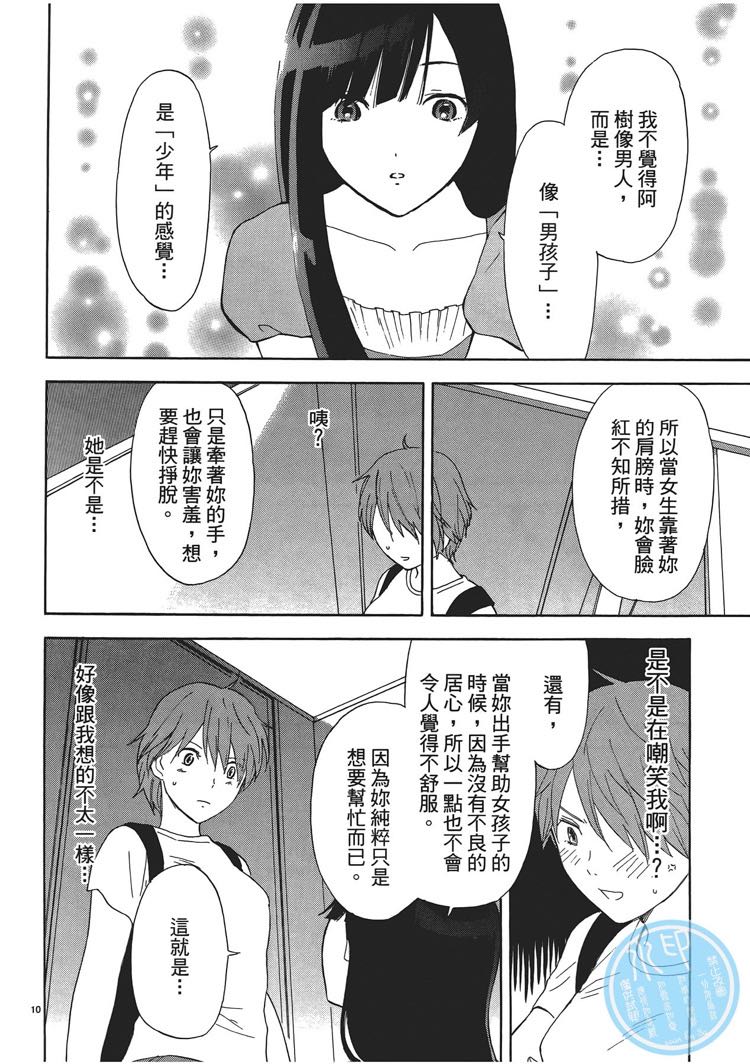 我不覺得阿
樹像男人，
而是…
像「男孩子」…
是「少年」的感覺…
所以當女生靠著妳
的肩膀時，妳會臉
紅不知所措，
咦？
只是牽著妳的手，
也會讓妳害羞，想
要趕快掙脫。
她是不是…
是不是在嘲笑我啊…？
還有，
當妳出手幫助女孩子的
時候，因為沒有不良的
居心，所以一點也不會
令人覺得不舒服。
因為妳純粹只是
想要幫忙而已。
好像跟我想的不太一樣…
這就是…
10